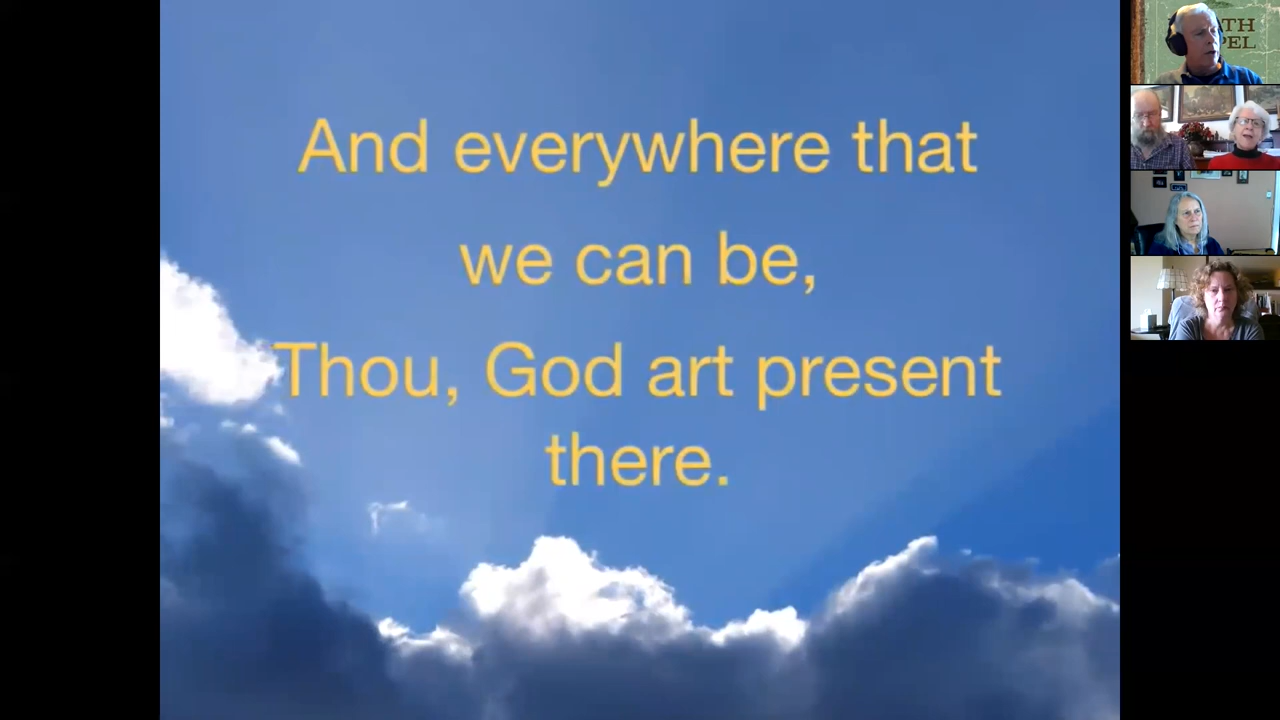 And everywhere that
we can be,
Thou, God art present
there.